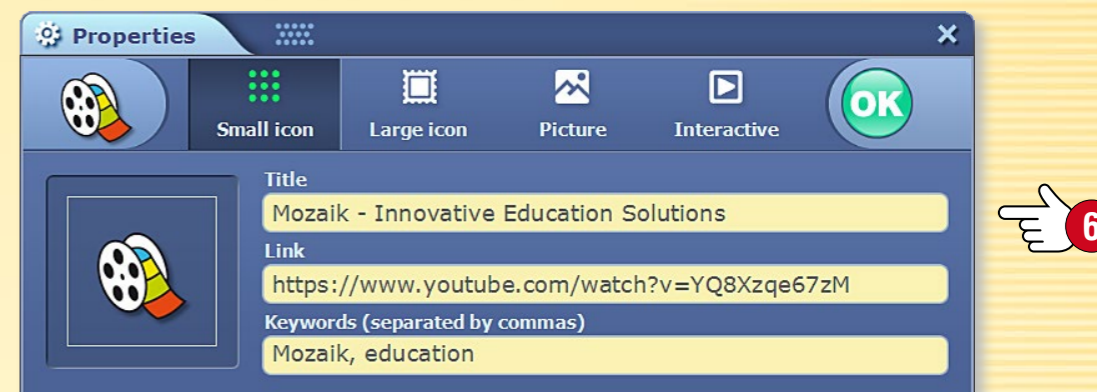 Properties
Small icon
Large icon
Picture
Interactive
OK
Title
Mozaik - Innovative Education Solutions
Link
https://www.youtube.com/watch?v=YQ8Xzqe67zM
Keywords (separated by commas)
Mozaik, education
6